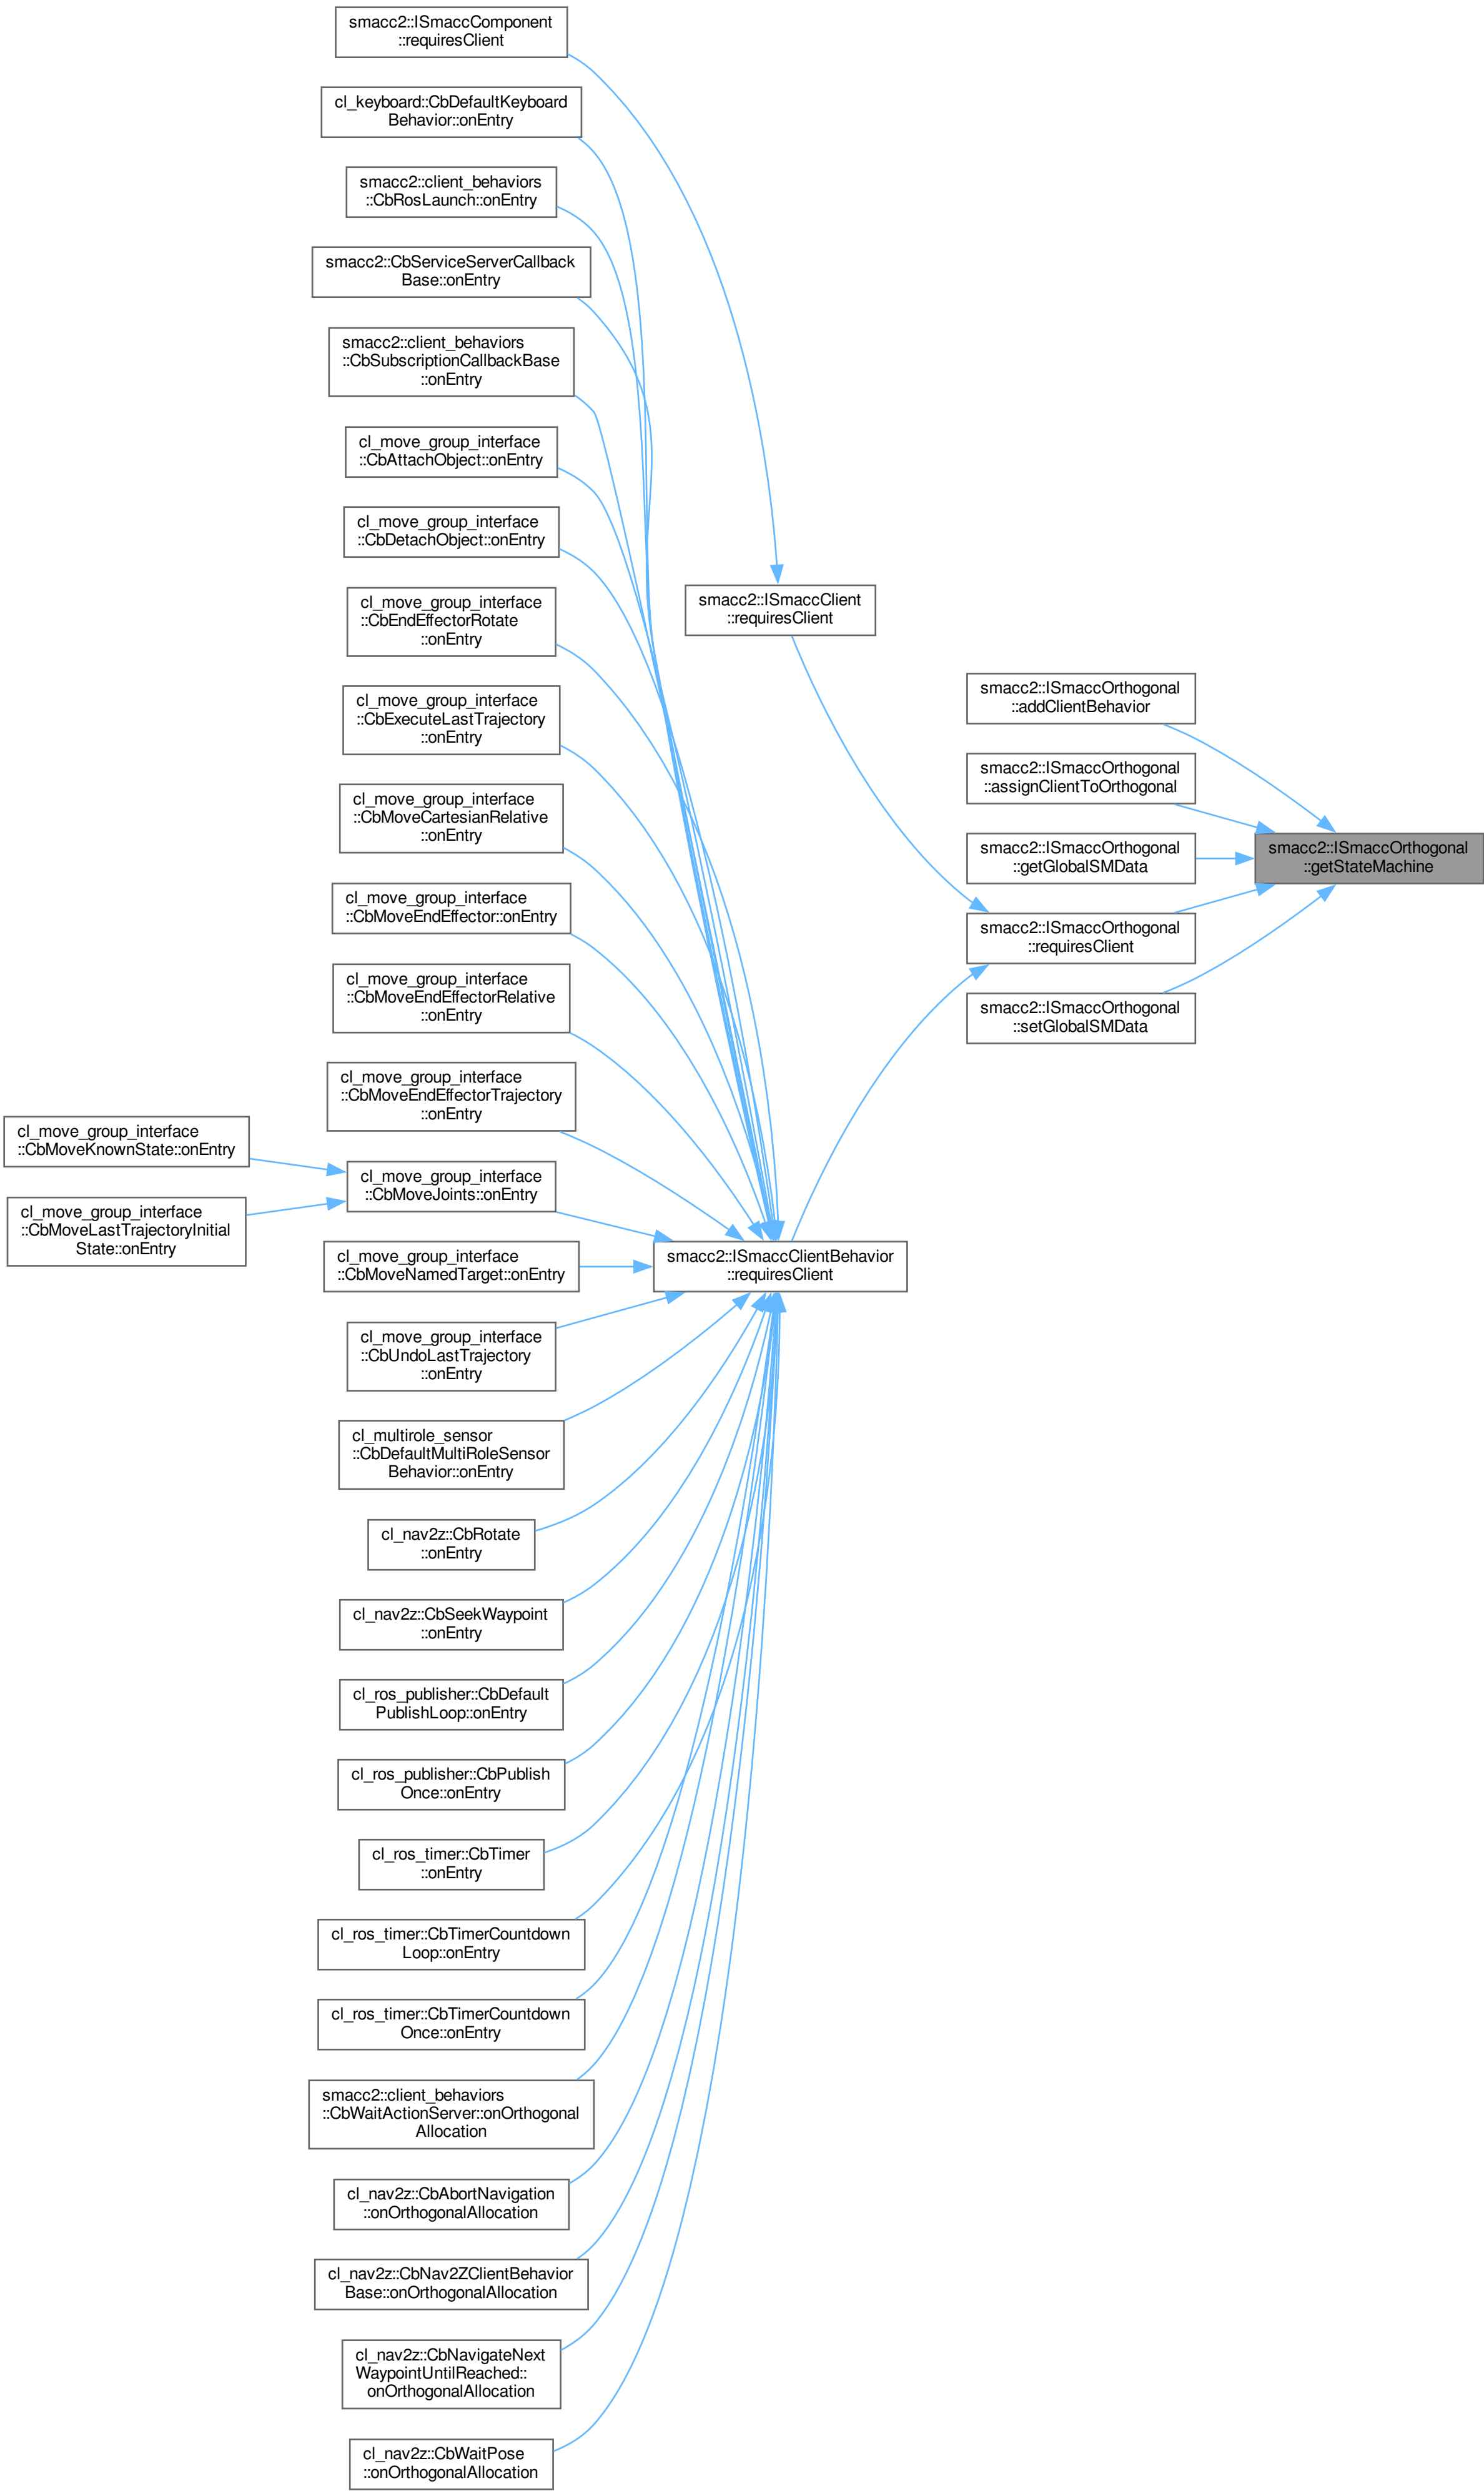 smacc2::ISmaccComponent
::requiresClient
cl_keyboard::CbDefaultKeyboard
Behavior::onEntry
smacc2::client_behaviors
::CbRosLaunch::onEntry
smacc2::CbServiceServerCallback
Base::onEntry
smacc2::client_behaviors
::CbSubscriptionCallbackBase
::onEntry
cl_move_group_interface
::CbAttachObject::onEntry
cl_move_group_interface
::CbDetachObject::onEntry
cl_move_group_interface
::CbEndEffectorRotate
::onEntry
cl_move_group_interface
::CbExecuteLastTrajectory
::onEntry
cl_move_group_interface
::CbMoveCartesianRelative
::onEntry
cl_move_group_interface
::CbMoveEndEffector::onEntry
cl_move_group_interface
::CbMoveEndEffectorRelative
::onEntry
cl_move_group_interface
::CbMoveEndEffectorTrajectory
::onEntry
cl_move_group_interface
::CbMoveKnownState::onEntry
cl_move_group_interface
::CbMoveLastTrajectoryInitial
State::onEntry
cl_move_group_interface
::CbMoveJoints::onEntry
cl_move_group_interface
::CbMoveNamedTarget::onEntry
cl_move_group_interface
::CbUndoLastTrajectory
::onEntry
cl_multirole_sensor
::CbDefaultMultiRoleSensor
Behavior::onEntry
cl_nav2z::CbRotate
::onEntry
cl_nav2z::CbSeekWaypoint
::onEntry
cl_ros_publisher::CbDefault
PublishLoop::onEntry
cl_ros_publisher::CbPublish
Once::onEntry
cl_ros_timer::CbTimer
::onEntry
cl_ros_timer::CbTimerCountdown
Loop::onEntry
cl_ros_timer::CbTimerCountdown
Once::onEntry
smacc2::client_behaviors
::CbWaitActionServer::onOrthogonal
Allocation
cl_nav2z::CbAbortNavigation
::onOrthogonalAllocation
cl_nav2z::CbNav2ZClientBehavior
Base::onOrthogonalAllocation
cl_nav2z::CbNavigateNext
WaypointUntilReached::
onOrthogonalAllocation
cl_nav2z::CbWaitPose
::onOrthogonalAllocation
smacc2::ISmaccClient
::requiresClient
smacc2::ISmaccClientBehavior
::requiresClient
smacc2::ISmaccOrthogonal
::addClientBehavior
smacc2::ISmaccOrthogonal
::assignClientToOrthogonal
smacc2::ISmaccOrthogonal
::getGlobalSMData
smacc2::ISmaccOrthogonal
::requiresClient
smacc2::ISmaccOrthogonal
::setGlobalSMData
smacc2::ISmaccOrthogonal
::getStateMachine